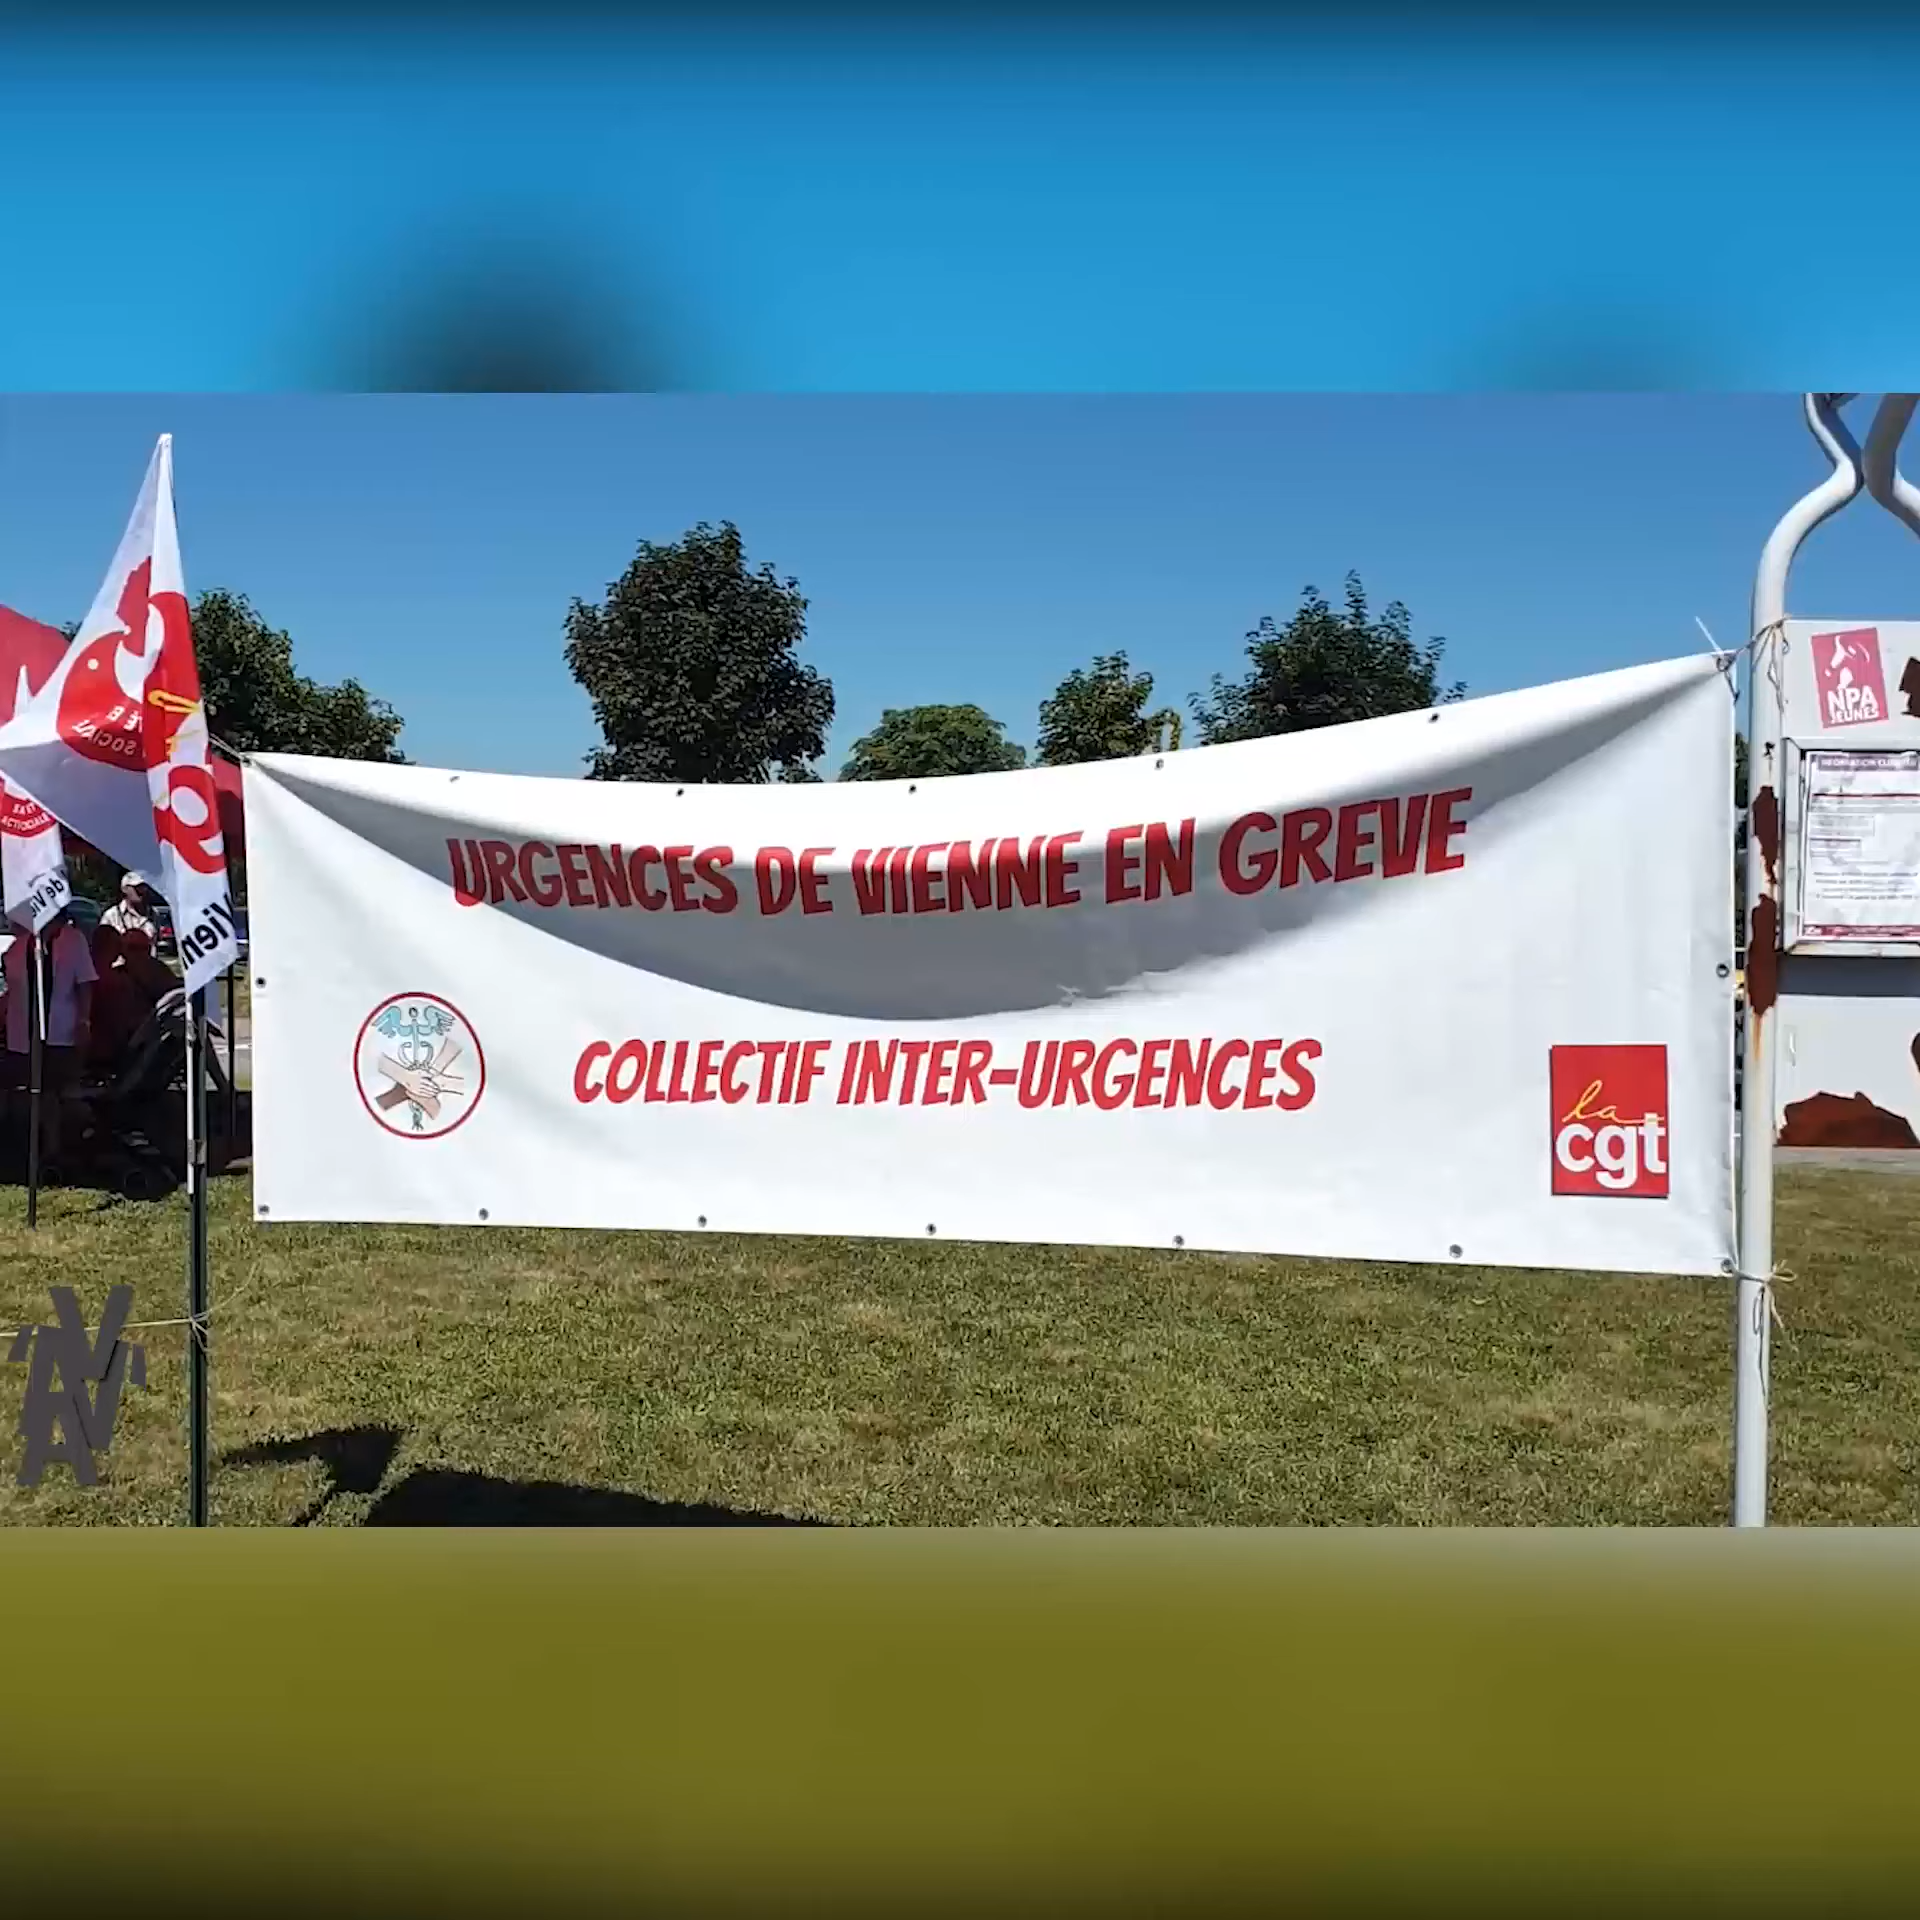 URGENCES DE VIENNE EN GREVE
COLLECTIF INTER-URGENCES
la
cgt
NPA
JEUNES